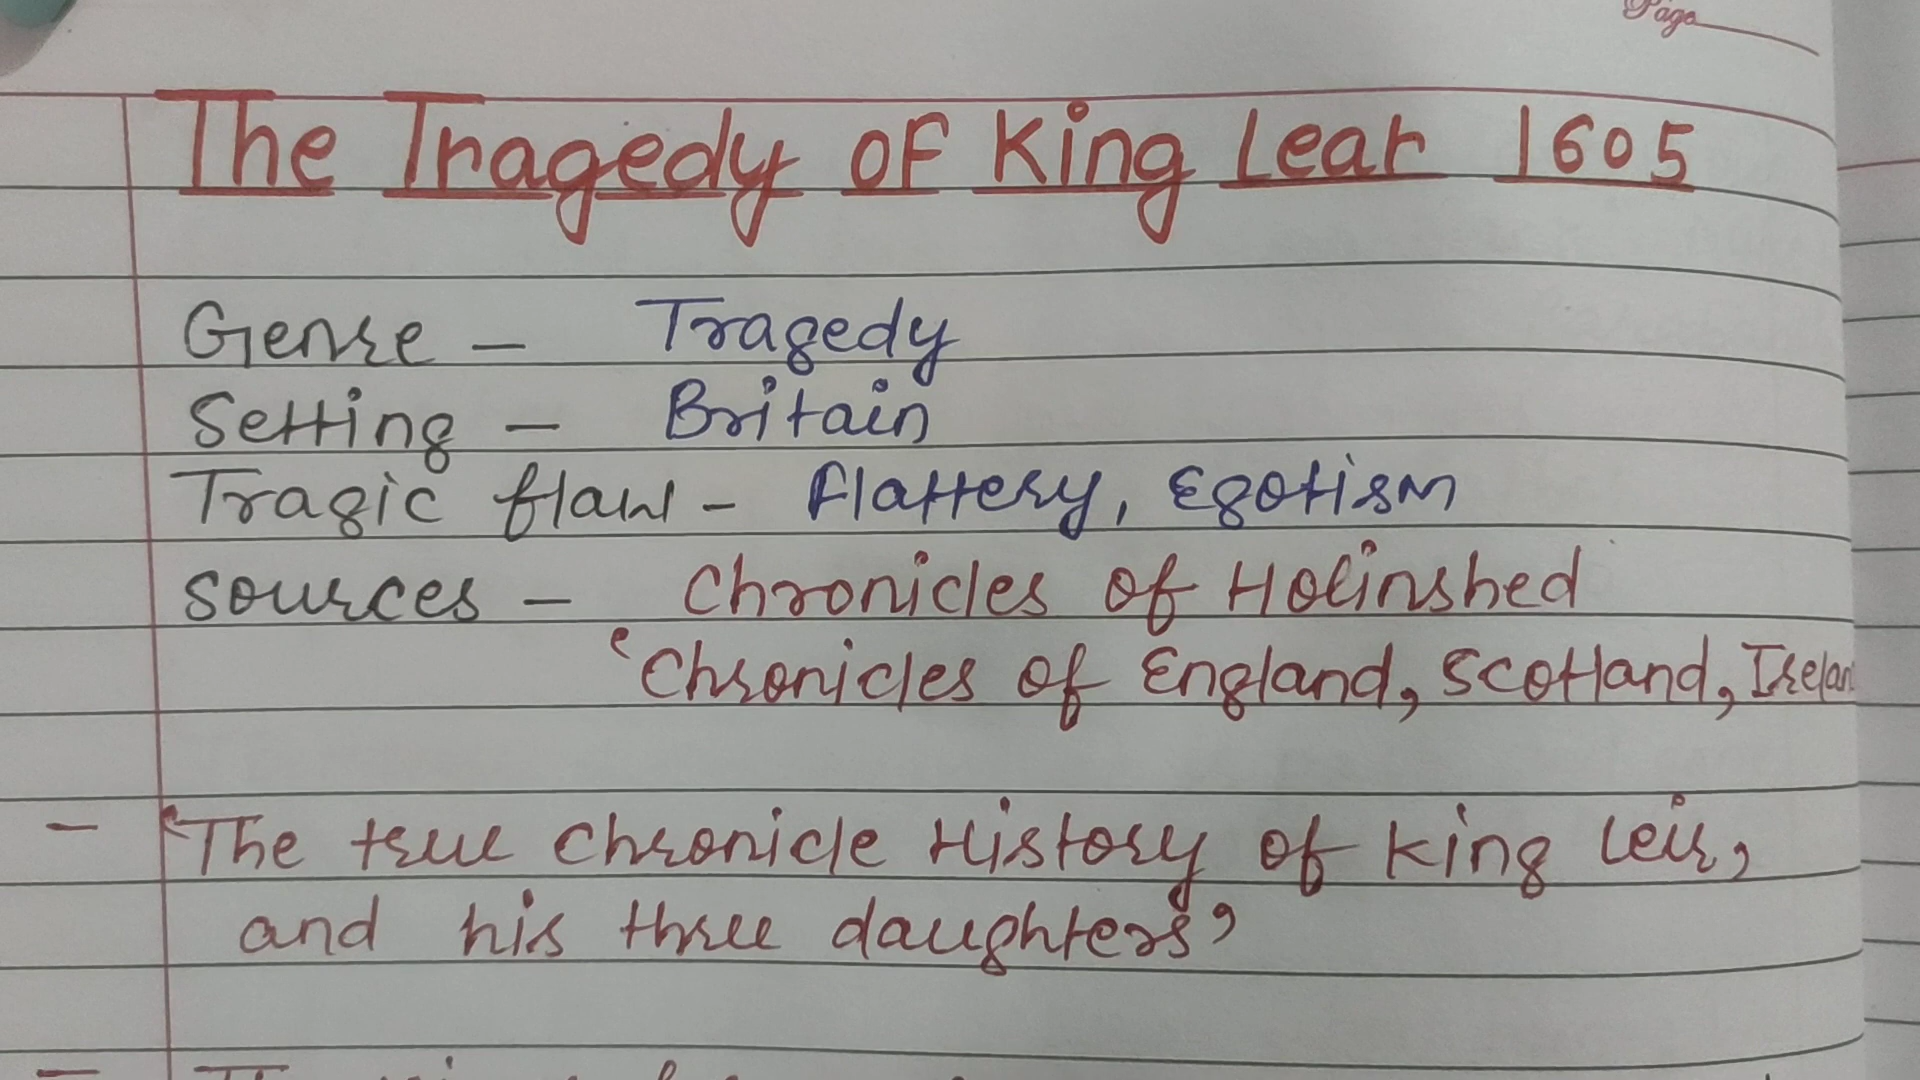 Page
The Tragedy of King Lear 1605
Genre - Tragedy
Setting - Britain
Tragic flaw - Flattery, Egotism
Sources - Chronicles of Holinshed
'Chronicles of England, Scotland, Irelan
- 'The true Chronicle History of King Leir,
and his three daughters'